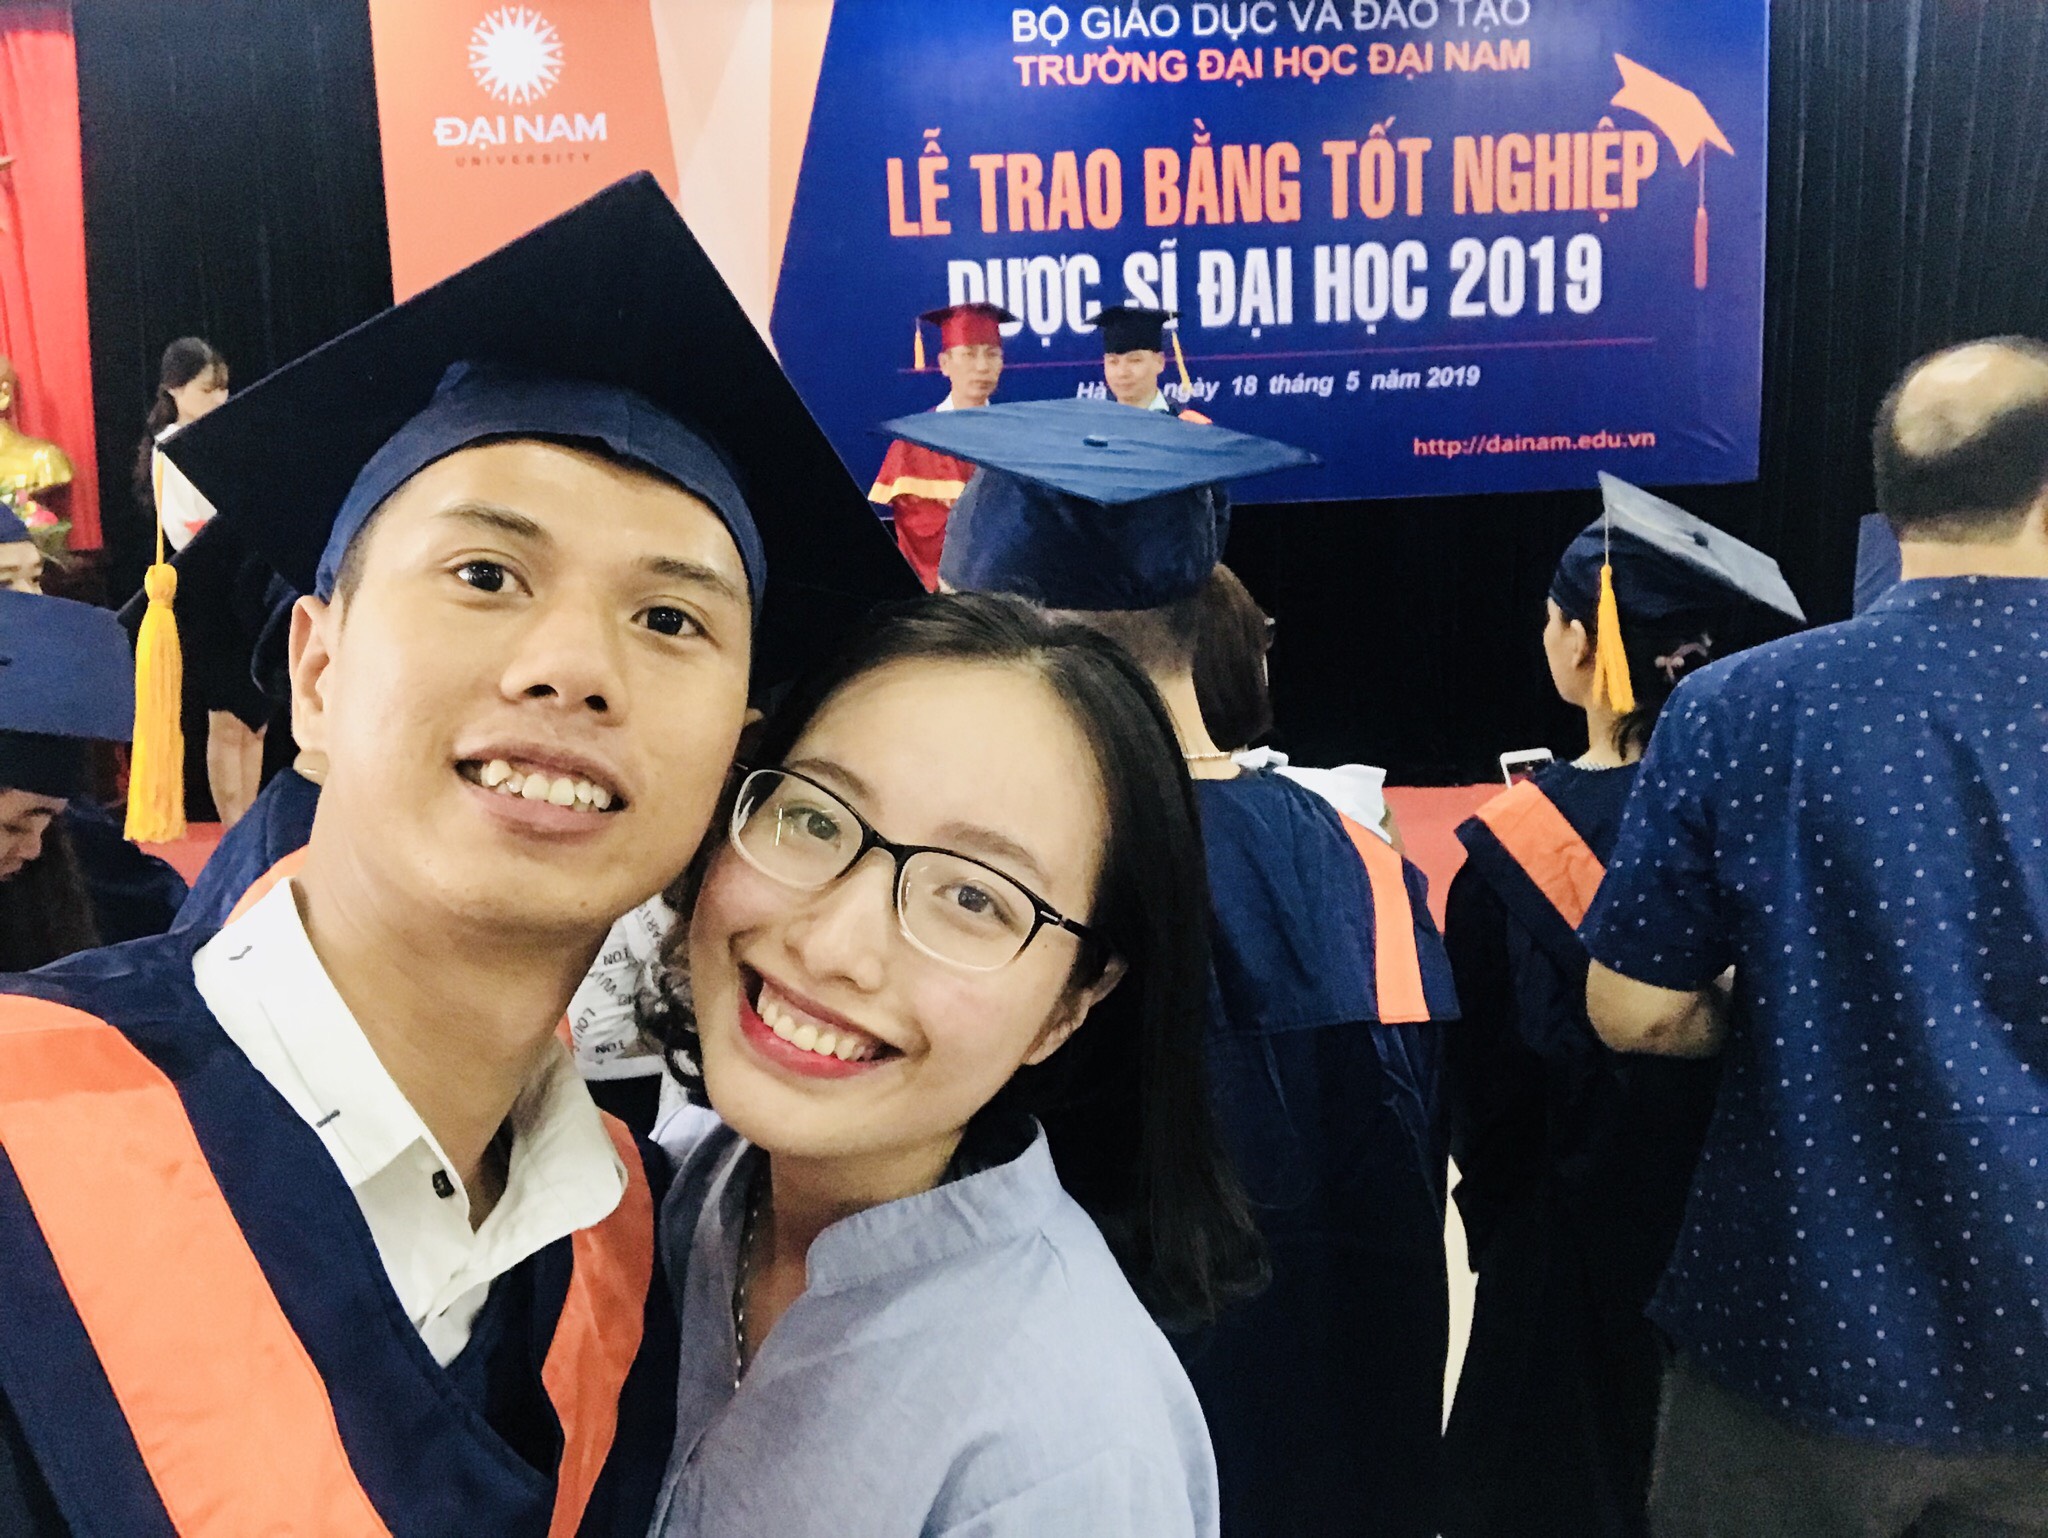 ĐẠI NAM
UNIVERSITY
BỘ GIÁO DỤC VÀ ĐÀO TẠO
TRƯỜNG ĐẠI HỌC ĐẠI NAM
LỄ TRAO BẰNG TỐT NGHIỆP
DƯỢC SĨ ĐẠI HỌC 2019
ngày 18 tháng 5 năm 2019
http://dainam.edu.vn